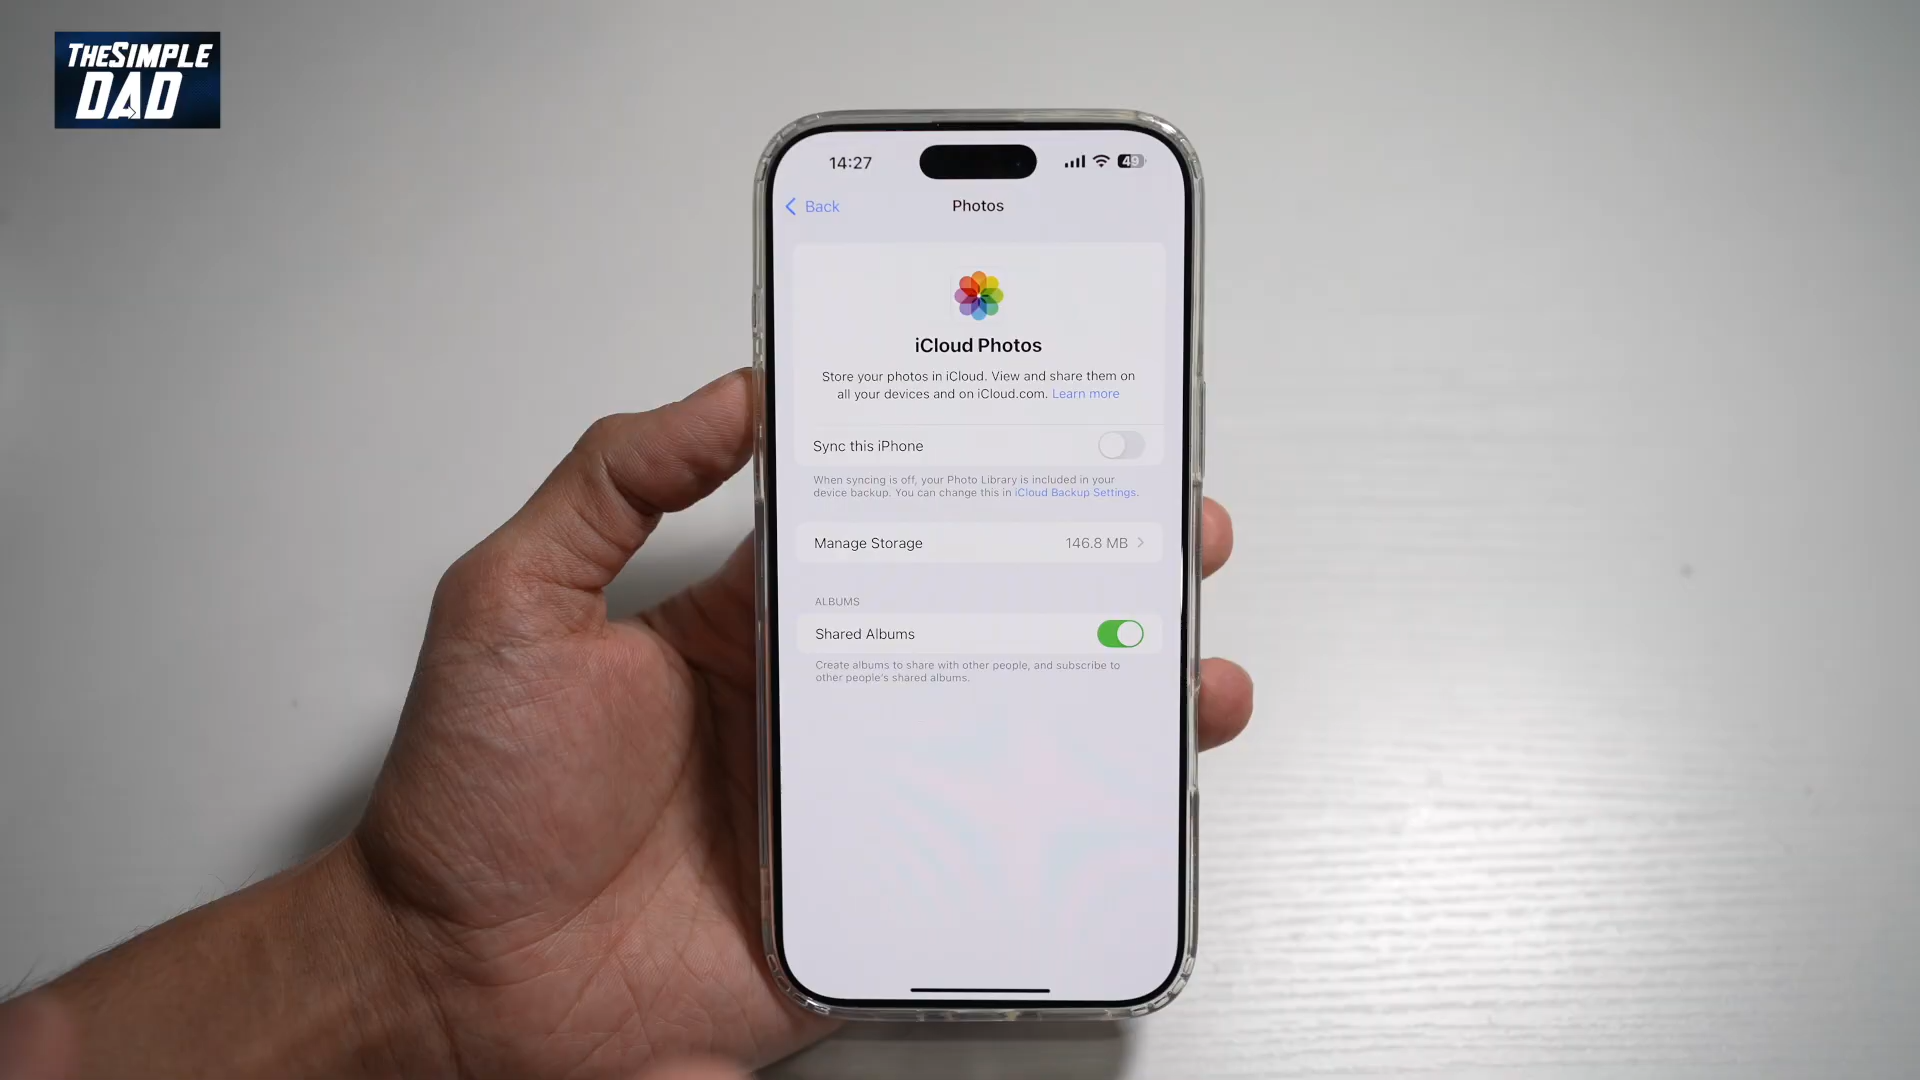 THESIMPLE
DAD
14:27
49
Back
Photos
iCloud Photos
Store your photos in iCloud. View and share them on
all your devices and on iCloud.com. Learn more
Sync this iPhone
When syncing is off, your Photo Library is included in your
device backup. You can change this in iCloud Backup Settings.
Manage Storage 146.8 MB
ALBUMS
Shared Albums
Create albums to share with other people, and subscribe to
other people's shared albums.